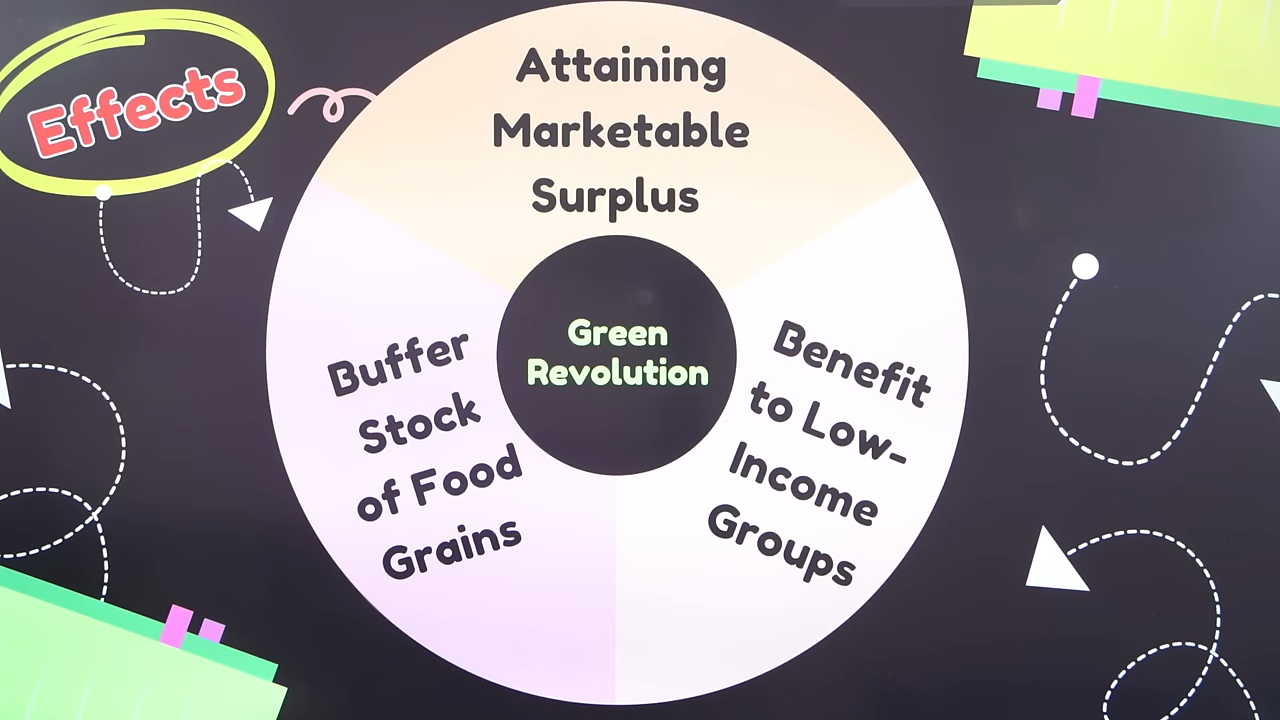 Effects
Attaining
Marketable
Surplus
Green
Revolution
Buffer
Stock
of Food
Grains
Benefit
to Low-
Income
Groups